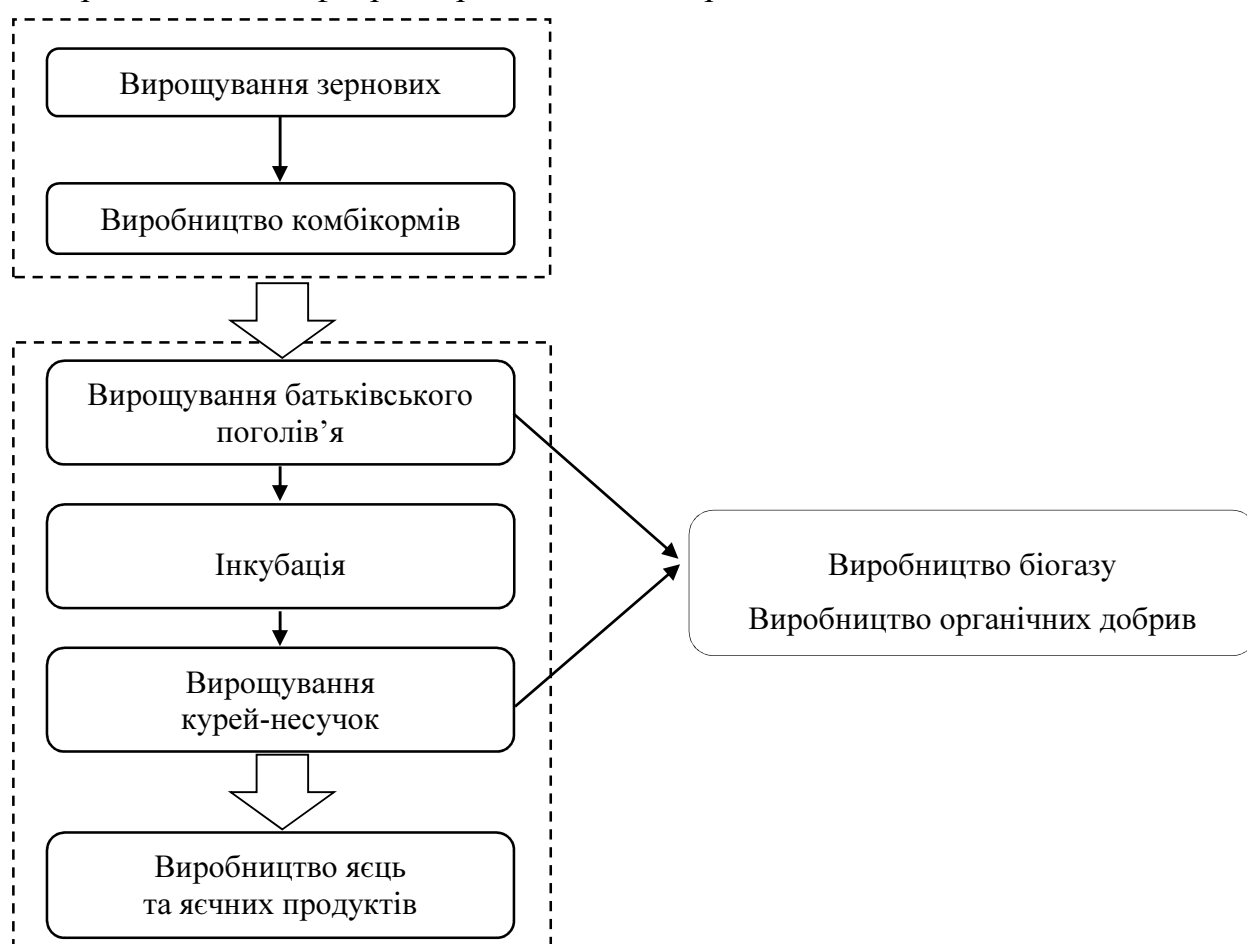 Вирощування зернових
Виробництво комбікормів
Вирощування батьківського
поголів’я
Інкубація
Вирощування
курей-несучок
Виробництво яєць
та яєчних продуктів
Виробництво біогазу
Виробництво органічних добрив